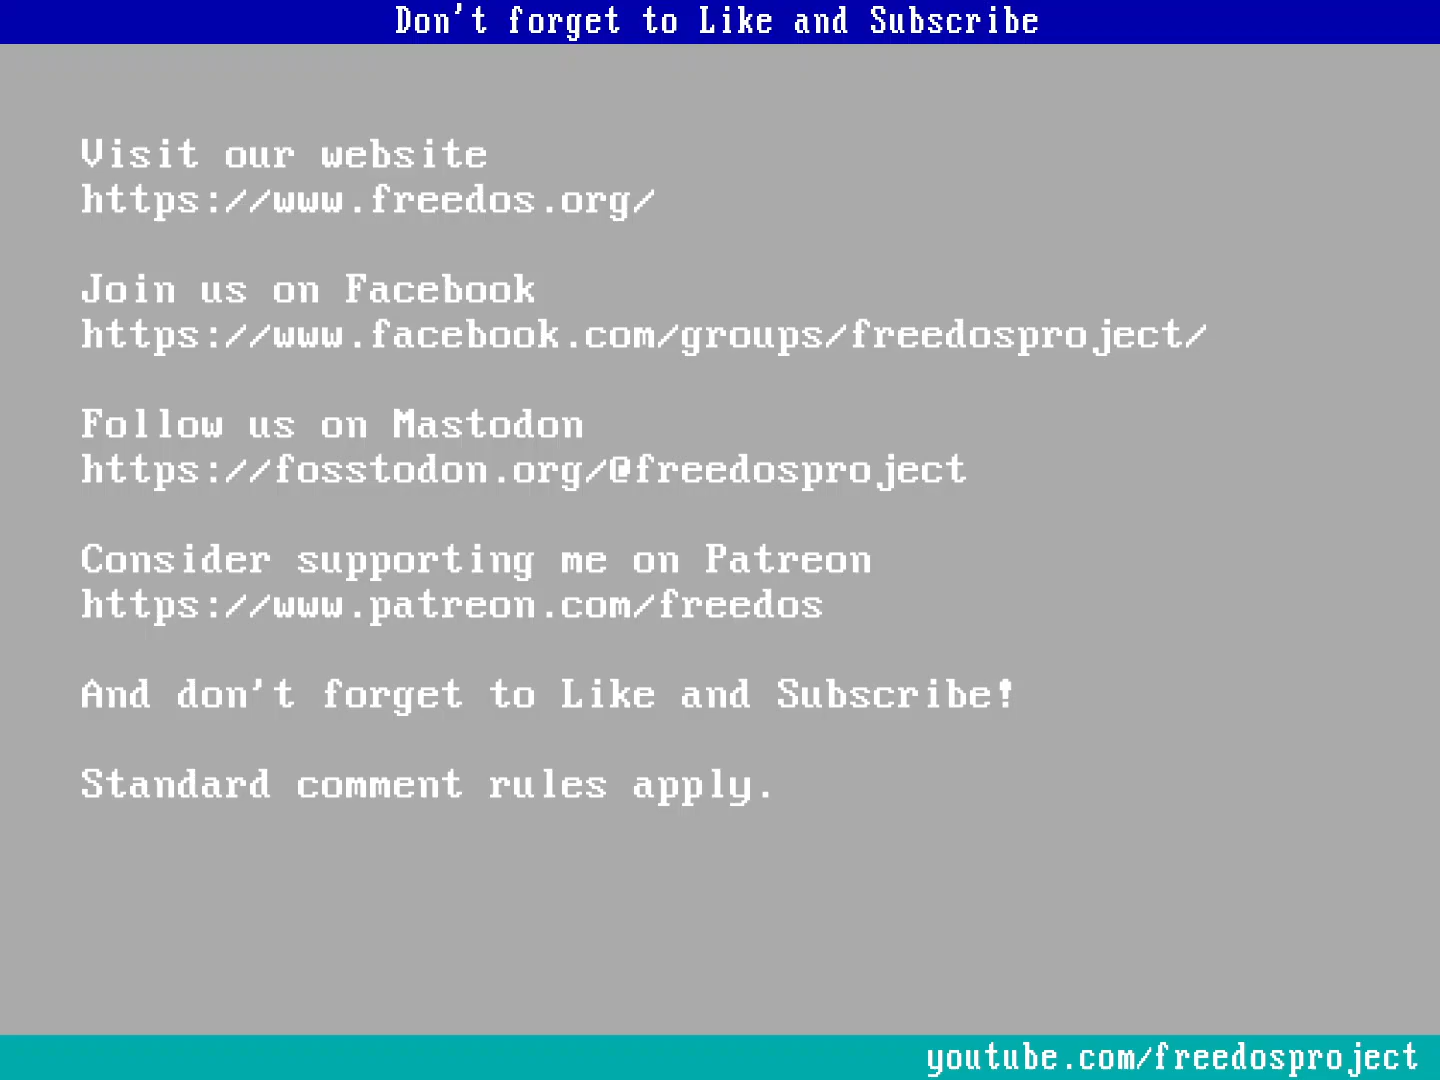 Don't forget to Like and Subscribe
Visit our website
https://www.freedos.org/
Join us on Facebook
https://www.facebook.com/groups/freedosproject/
Follow us on Mastodon
https://fosstodon.org/@freedosproject
Consider supporting me on Patreon
https://www.patreon.com/freedos
And don't forget to Like and Subscribe!
Standard comment rules apply.
youtube.com/freedosproject